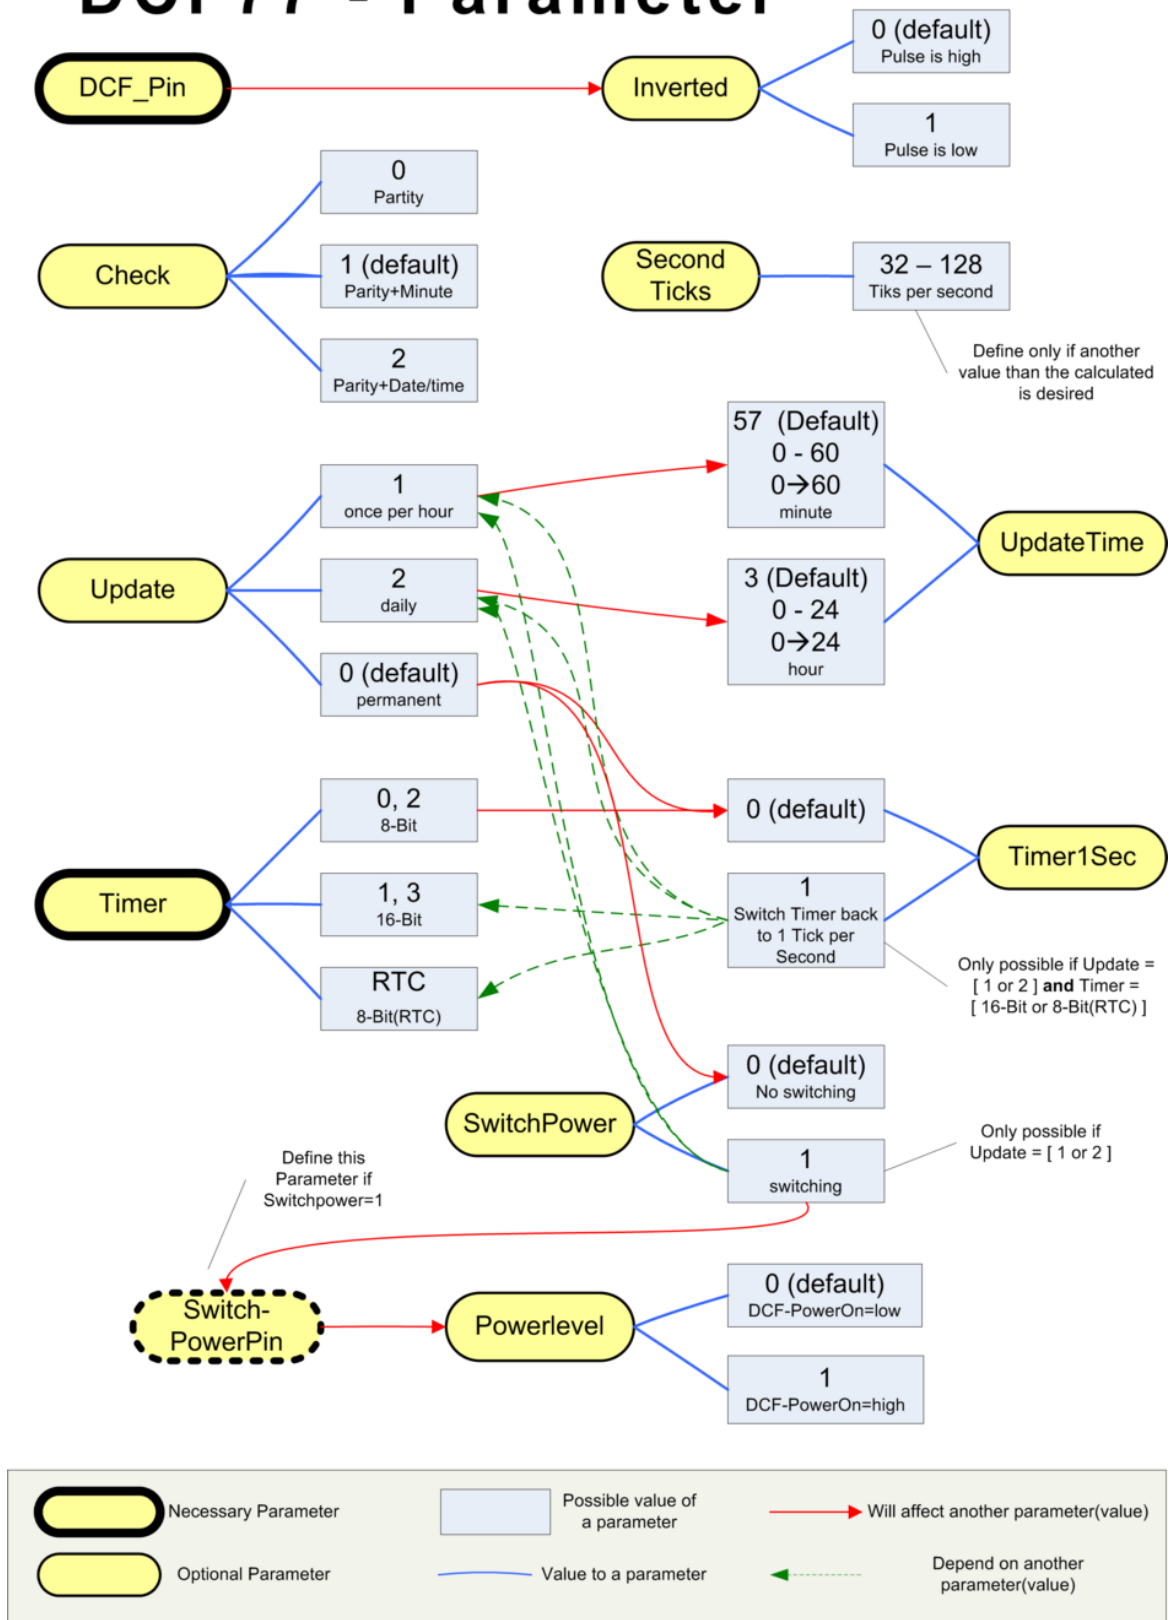 DCF77 - Parameter
DCF_Pin
Inverted
0 (default)
Pulse is high
1
Pulse is low
Check
0
Partity
1 (default)
Parity+Minute
2
Parity+Date/time
Second
Ticks
32 – 128
Tiks per second
Define only if another
value than the calculated
is desired
Update
1
once per hour
2
daily
0 (default)
permanent
57 (Default)
0 - 60
0→60
minute
3 (Default)
0 - 24
0→24
hour
UpdateTime
Timer
0, 2
8-Bit
1, 3
16-Bit
RTC
8-Bit(RTC)
0 (default)
1
Switch Timer back
to 1 Tick per
Second
Timer1Sec
Only possible if Update =
[ 1 or 2 ] and Timer =
[ 16-Bit or 8-Bit(RTC) ]
SwitchPower
0 (default)
No switching
1
switching
Only possible if
Update = [ 1 or 2 ]
Define this
Parameter if
Switchpower=1
Switch-
PowerPin
Powerlevel
0 (default)
DCF-PowerOn=low
1
DCF-PowerOn=high
Necessary Parameter
Possible value of
a parameter
Will affect another parameter(value)
Optional Parameter
Value to a parameter
Depend on another
parameter(value)